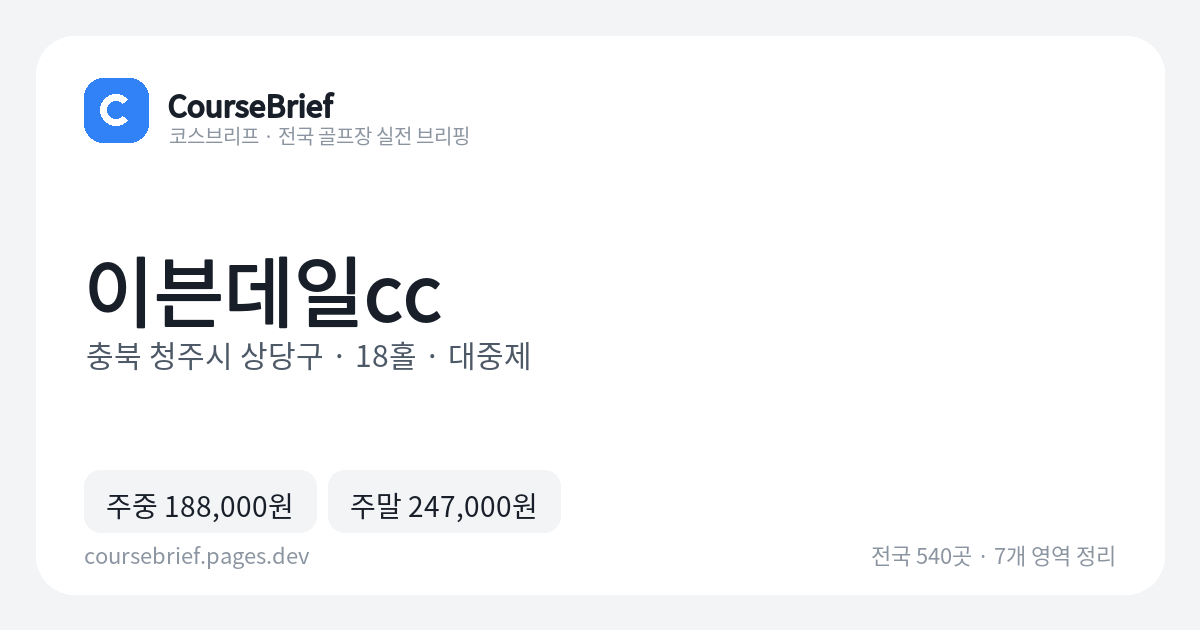 CourseBrief
코스브리프 · 전국 골프장 실전 브리핑
이븐데일cc
충북 청주시 상당구 · 18홀 · 대중제
주중 188,000원 주말 247,000원
coursebrief.pages.dev 전국 540곳 · 7개 영역 정리